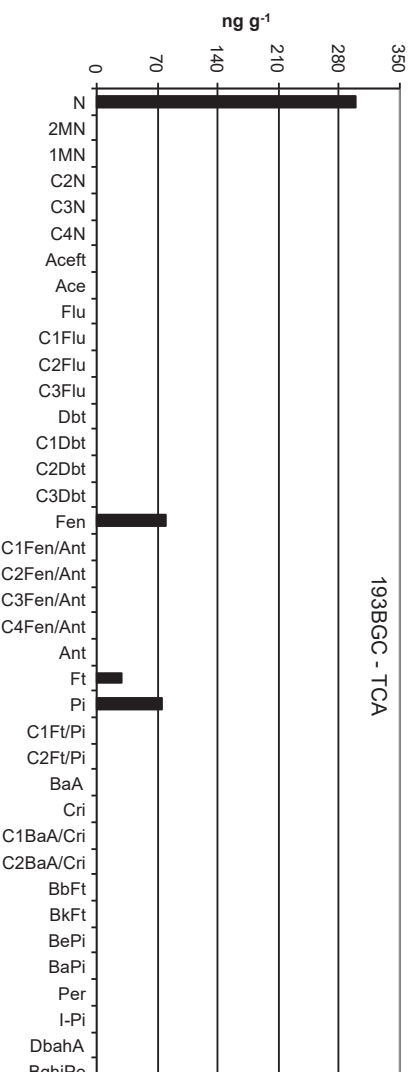 ng g-1
0
70
140
210
280
350
N
2MN
1MN
C2N
C3N
C4N
Aceft
Ace
Flu
C1Flu
C2Flu
C3Flu
Dbt
C1Dbt
C2Dbt
C3Dbt
Fen
C1Fen/Ant
C2Fen/Ant
C3Fen/Ant
C4Fen/Ant
Ant
Ft
Pi
C1Ft/Pi
C2Ft/Pi
BaA
Cri
C1BaA/Cri
C2BaA/Cri
BbFt
BkFt
BePi
BaPi
Per
I-Pi
DbahA
193BGC - TCA